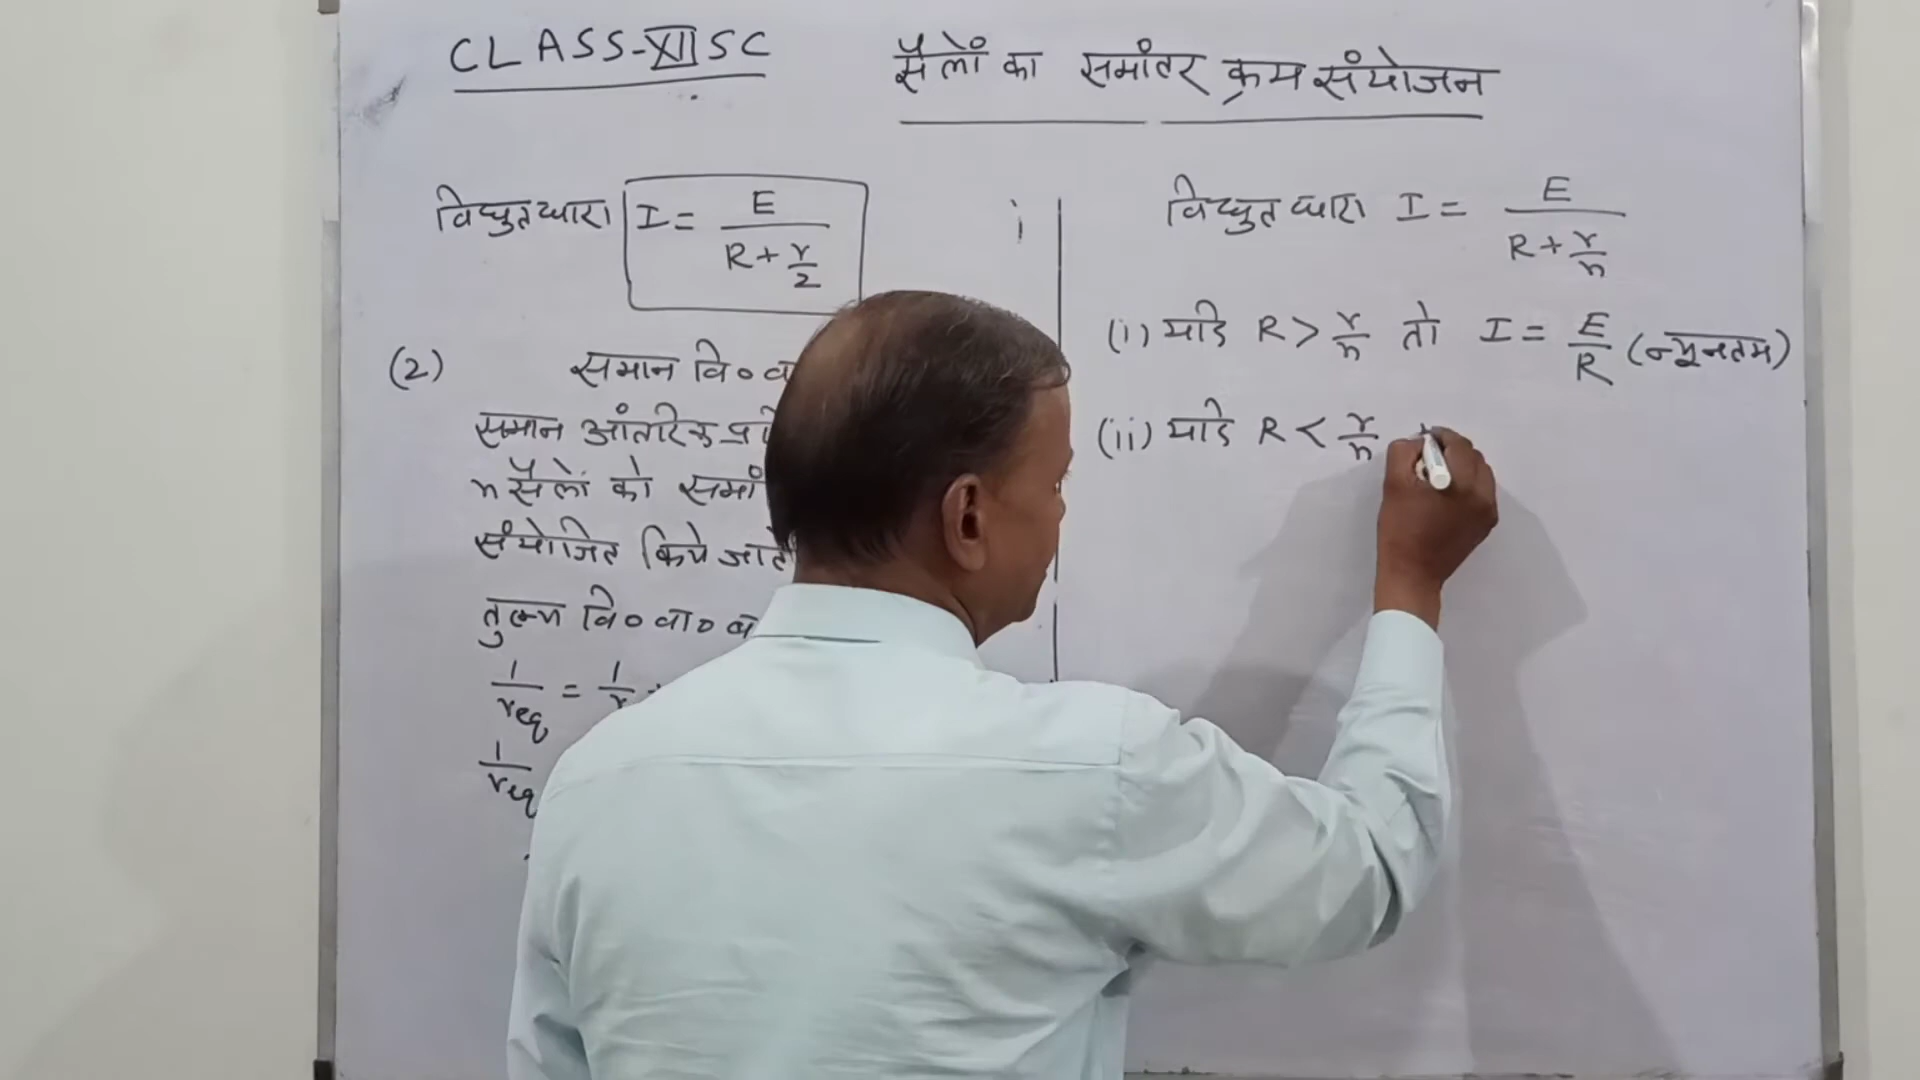 CLASS-XII SC
सैलों का समांतर क्रम संयोजन
विद्युत धारा I = E / (R + r/2)
(2) समान वि० वा
समान आंतरिक
n सैलों को समां
संयोजित किये जाते
तुल्य वि० वा०
1/req = 1/r
1/req
i
विद्युत धारा I = E / (R + r/n)
(i) यदि R > r/n तो I = E/R (न्यूनतम)
(ii) यदि R < r/n